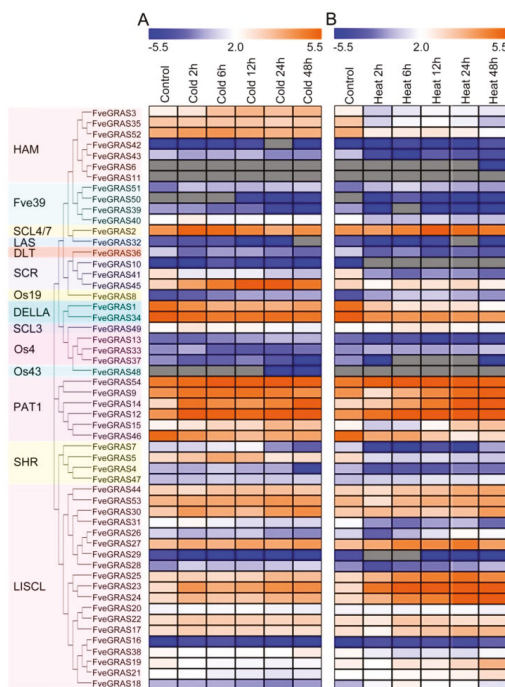 A B
-5.5 2.0 5.5 -5.5 2.0 5.5
Control Cold 2h Cold 6h Cold 12h Cold 24h Cold 48h Control Heat 2h Heat 6h Heat 12h Heat 24h Heat 48h
HAM
FveGRAS3
FveGRAS35
FveGRAS52
FveGRAS42
FveGRAS43
FveGRAS6
FveGRAS11
Fve39
FveGRAS51
FveGRAS50
FveGRAS39
FveGRAS40
SCL4/7 FveGRAS2
LAS FveGRAS32
DLT FveGRAS36
SCR
FveGRAS10
FveGRAS41
FveGRAS45
Os19 FveGRAS8
DELLA
FveGRAS1
FveGRAS34
SCL3 FveGRAS49
Os4
FveGRAS13
FveGRAS33
FveGRAS37
Os43 FveGRAS48
PAT1
FveGRAS54
FveGRAS9
FveGRAS14
FveGRAS12
FveGRAS15
FveGRAS46
SHR
FveGRAS7
FveGRAS5
FveGRAS4
FveGRAS47
LISCL
FveGRAS44
FveGRAS53
FveGRAS30
FveGRAS31
FveGRAS26
FveGRAS27
FveGRAS29
FveGRAS28
FveGRAS25
FveGRAS23
FveGRAS24
FveGRAS20
FveGRAS22
FveGRAS17
FveGRAS16
FveGRAS38
FveGRAS19
FveGRAS21
FveGRAS18